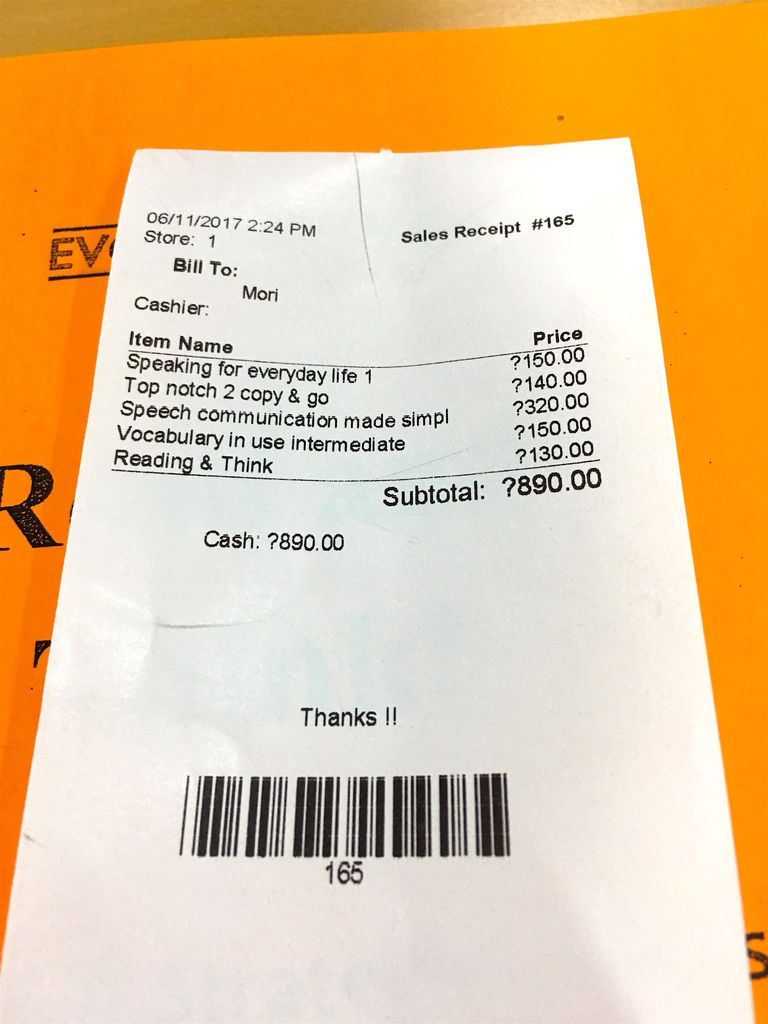 06/11/2017 2:24 PM
Sales Receipt #165
Store: 1
Bill To:
Mori
Cashier:
Item Name Price
Speaking for everyday life 1 ?150.00
Top notch 2 copy & go ?140.00
Speech communication made simpl ?320.00
Vocabulary in use intermediate ?150.00
Reading & Think ?130.00
Subtotal: ?890.00
Cash: ?890.00
Thanks !!
165